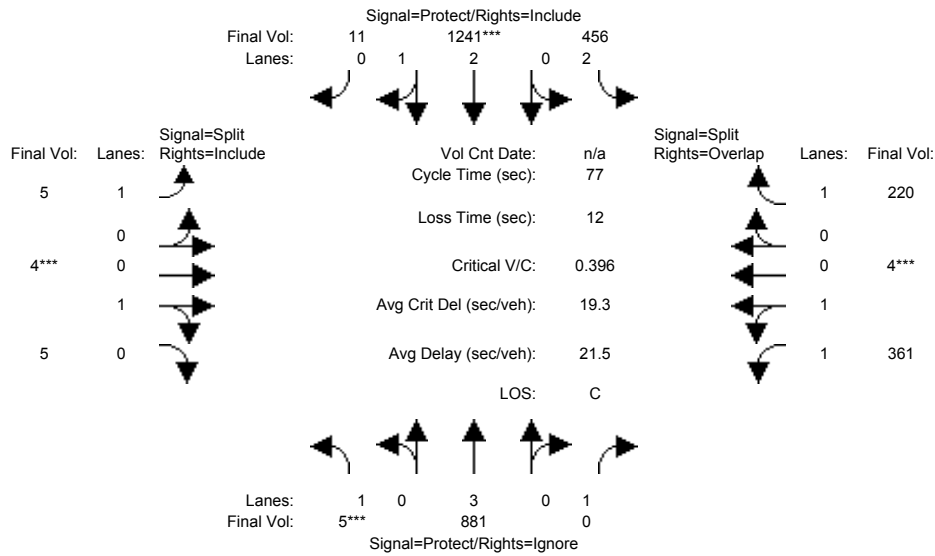 Signal=Protect/Rights=Include
Final Vol: 11 1241*** 456
Lanes: 0 1 2 0 2
Signal=Split
Final Vol: Lanes: Rights=Include
Vol Cnt Date: n/a
Signal=Split
Rights=Overlap Lanes: Final Vol:
Cycle Time (sec): 77
5 1
1 220
Loss Time (sec): 12
0
0
4*** 0
Critical V/C: 0.396
0 4***
1
Avg Crit Del (sec/veh): 19.3
1
5 0
Avg Delay (sec/veh): 21.5
1 361
LOS: C
Lanes: 1 0 3 0 1
Final Vol: 5*** 881 0
Signal=Protect/Rights=Ignore